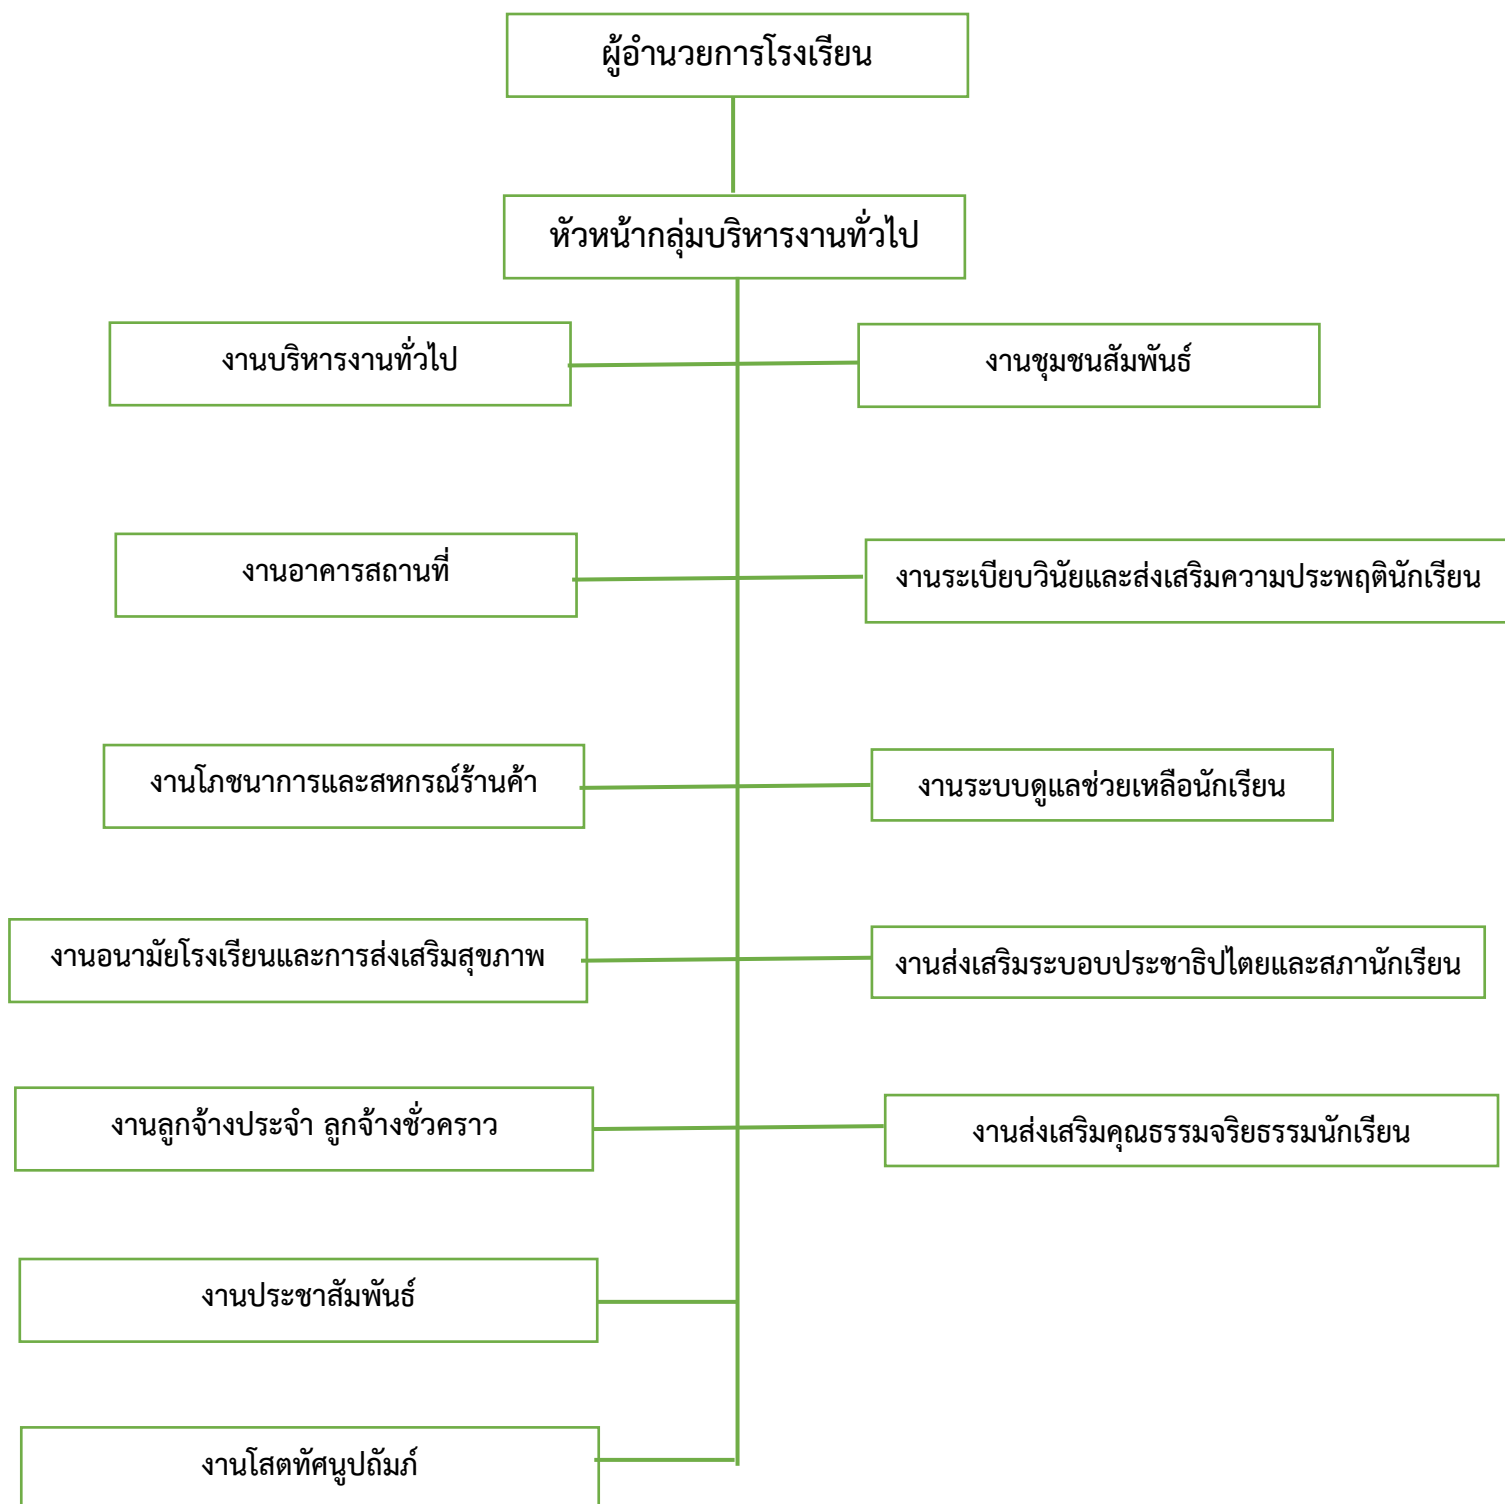 ผู้อำนวยการโรงเรียน
หัวหน้ากลุ่มบริหารงานทั่วไป
งานบริหารงานทั่วไป
งานชุมชนสัมพันธ์
งานอาคารสถานที่
งานระเบียบวินัยและส่งเสริมความประพฤตินักเรียน
งานโภชนาการและสหกรณ์ร้านค้า
งานระบบดูแลช่วยเหลือนักเรียน
งานอนามัยโรงเรียนและการส่งเสริมสุขภาพ
งานส่งเสริมระบอบประชาธิปไตยและสภานักเรียน
งานลูกจ้างประจำ ลูกจ้างชั่วคราว
งานส่งเสริมคุณธรรมจริยธรรมนักเรียน
งานประชาสัมพันธ์
งานโสตทัศนูปถัมภ์